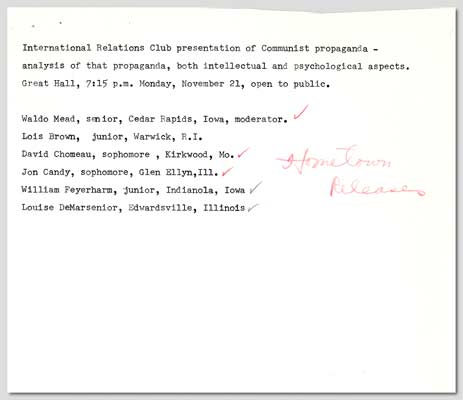 International Relations Club presentation of Communist propaganda -
analysis of that propaganda, both intellectual and psychological aspects.
Great Hall, 7:15 p.m. Monday, November 21, open to public.
Waldo Mead, senior, Cedar Rapids, Iowa, moderator.
Lois Brown, junior, Warwick, R.I.
David Chomeau, sophomore , Kirkwood, Mo.
Jon Candy, sophomore, Glen Ellyn,Ill.
William Feyerharm, junior, Indianola, Iowa
Louise DeMarsenior, Edwardsville, Illinois
Hometown
Releases